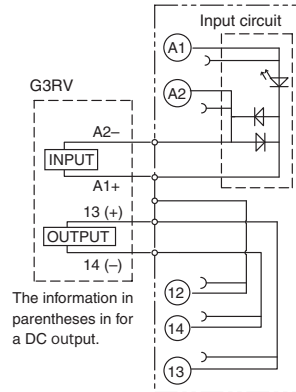 Input circuit
A1
G3RV
A2
A2–
INPUT
A1+
13 (+)
OUTPUT
14 (–)
12
The information in
parentheses in for
a DC output.
14
13